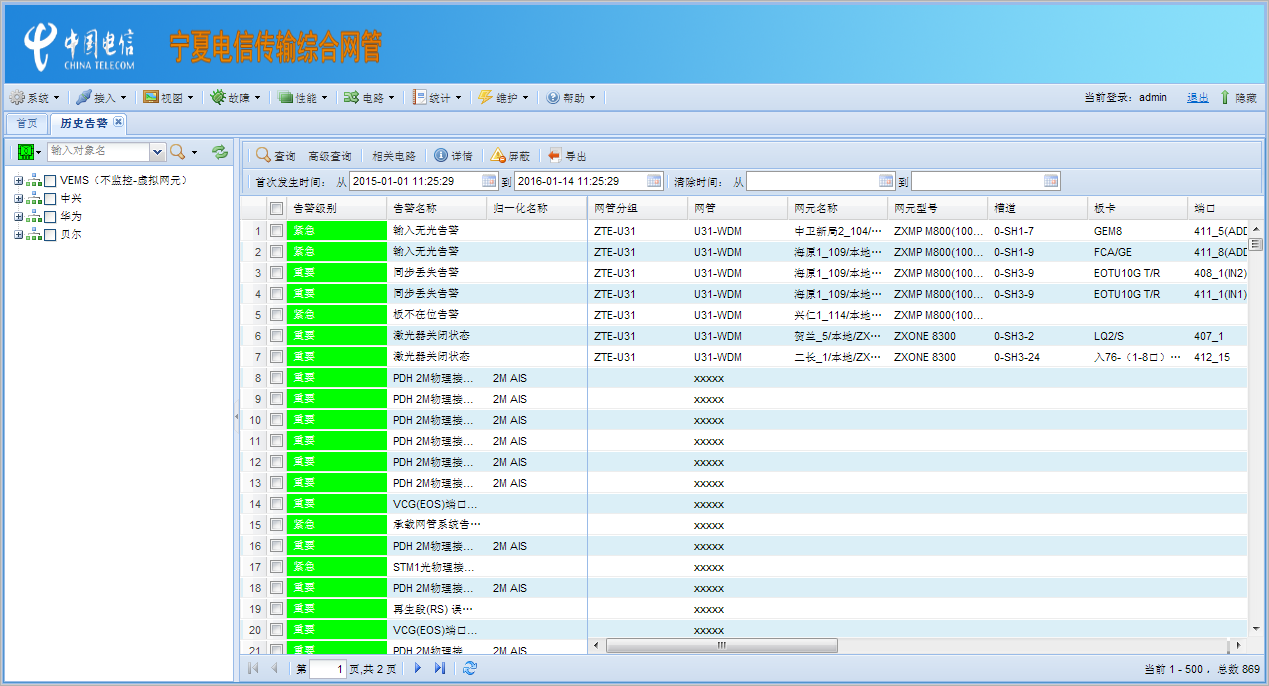 中国电信
CHINA TELECOM
宁夏电信传输综合网管
系统 接入 视图 故障 性能 电路 统计 维护 帮助 当前登录: admin 退出 隐藏
首页 历史告警
输入对象名
VEMS（不监控-虚拟网元）
中兴
华为
贝尔
查询 高级查询 相关电路 详情 屏蔽 导出
首次发生时间: 从 2015-01-01 11:25:29 到 2016-01-14 11:25:29 清除时间: 从 到
告警级别 告警名称 归一化名称 网管分组 网管 网元名称 网元型号 槽道 板卡 端口
1 紧急 输入无光告警 ZTE-U31 U31-WDM 中卫新局2_104/··· ZXMP M800(100... 0-SH1-7 GEM8 411_5(ADD
2 紧急 输入无光告警 ZTE-U31 U31-WDM 海原1_109/本地··· ZXMP M800(100... 0-SH1-9 FCA/GE 411_8(ADD
3 重要 同步丢失告警 ZTE-U31 U31-WDM 海原1_109/本地··· ZXMP M800(100... 0-SH3-9 EOTU10G T/R 408_1(IN2)
4 重要 同步丢失告警 ZTE-U31 U31-WDM 海原1_109/本地··· ZXMP M800(100... 0-SH3-9 EOTU10G T/R 411_1(IN1)
5 紧急 板不在位告警 ZTE-U31 U31-WDM 兴仁1_114/本地··· ZXMP M800(100...
6 重要 激光器关闭状态 ZTE-U31 U31-WDM 贺兰_5/本地/ZX··· ZXONE 8300 0-SH3-2 LQ2/S 407_1
7 重要 激光器关闭状态 ZTE-U31 U31-WDM 二长_1/本地/ZX··· ZXONE 8300 0-SH3-24 入76-（1-8口）··· 412_15
8 重要 PDH 2M物理接... 2M AIS xxxxx
9 重要 PDH 2M物理接... 2M AIS xxxxx
10 重要 PDH 2M物理接... 2M AIS xxxxx
11 重要 PDH 2M物理接... 2M AIS xxxxx
12 重要 PDH 2M物理接... 2M AIS xxxxx
13 重要 PDH 2M物理接... 2M AIS xxxxx
14 重要 VCG(EOS)端口... xxxxx
15 紧急 承载网管系统告··· xxxxx
16 重要 PDH 2M物理接... 2M AIS xxxxx
17 紧急 STM1光物理接... xxxxx
18 重要 PDH 2M物理接... 2M AIS xxxxx
19 重要 再生段(RS) 误··· xxxxx
20 重要 VCG(EOS)端口... xxxxx
21 重要 PDH 2M物理接... 2M AIS
第 1 页,共 2 页 当前 1 - 500 ，总数 869